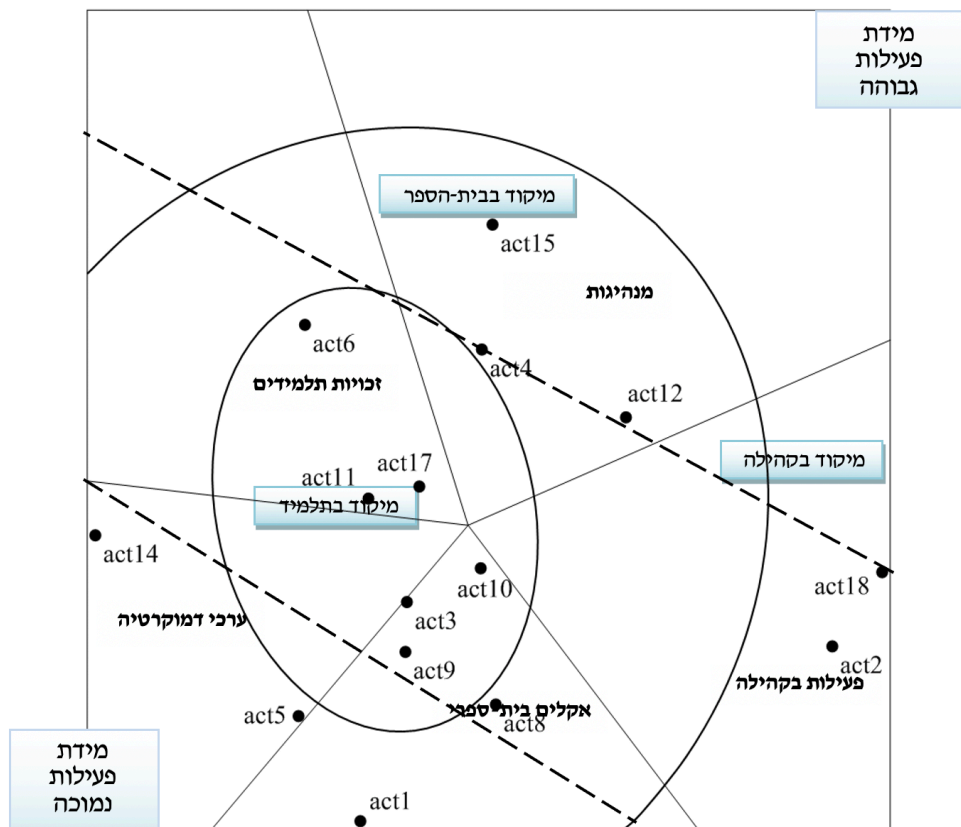 מידת
פעילות
גבוהה
מיקוד בבית-הספר
act15
מנהיגות
act6
act4
זכויות תלמידים
act12
act17
act11
מיקוד בקהילה
מיקוד בתלמיד
act14
act10
act18
act3
ערכי דמוקרטיה
act9
act2
פעילות בקהילה
אקלים בית-ספרי
act5
act8
מידת
פעילות
נמוכה
act1